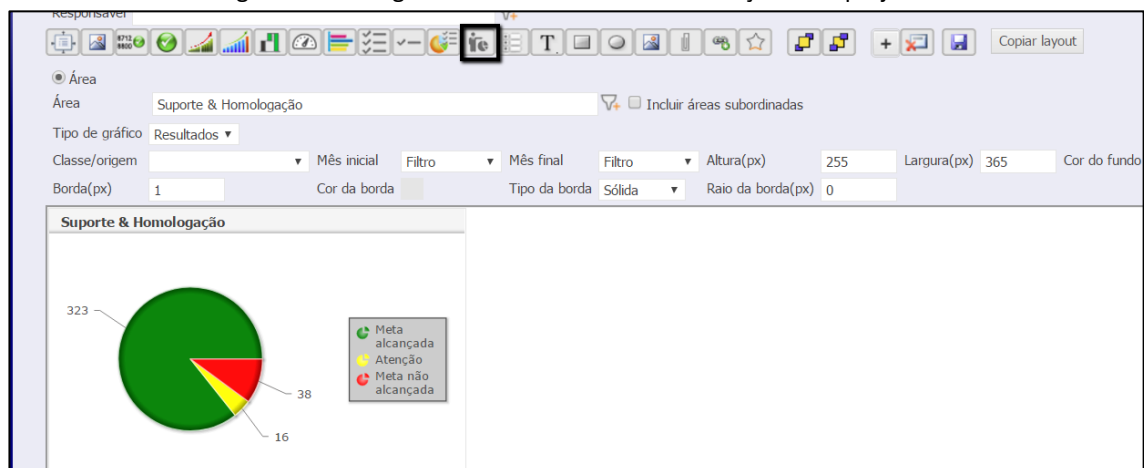 Responsável
8712
8800
re
T
+
Copiar layout
Área
Área Suporte & Homologação Incluir áreas subordinadas
Tipo de gráfico Resultados
Classe/origem Mês inicial Filtro Mês final Filtro Altura(px) 255 Largura(px) 365 Cor do fundo
Borda(px) 1 Cor da borda Tipo da borda Sólida Raio da borda(px) 0
Suporte & Homologação
323
Meta
alcançada
Atenção
Meta não
alcançada
38
16